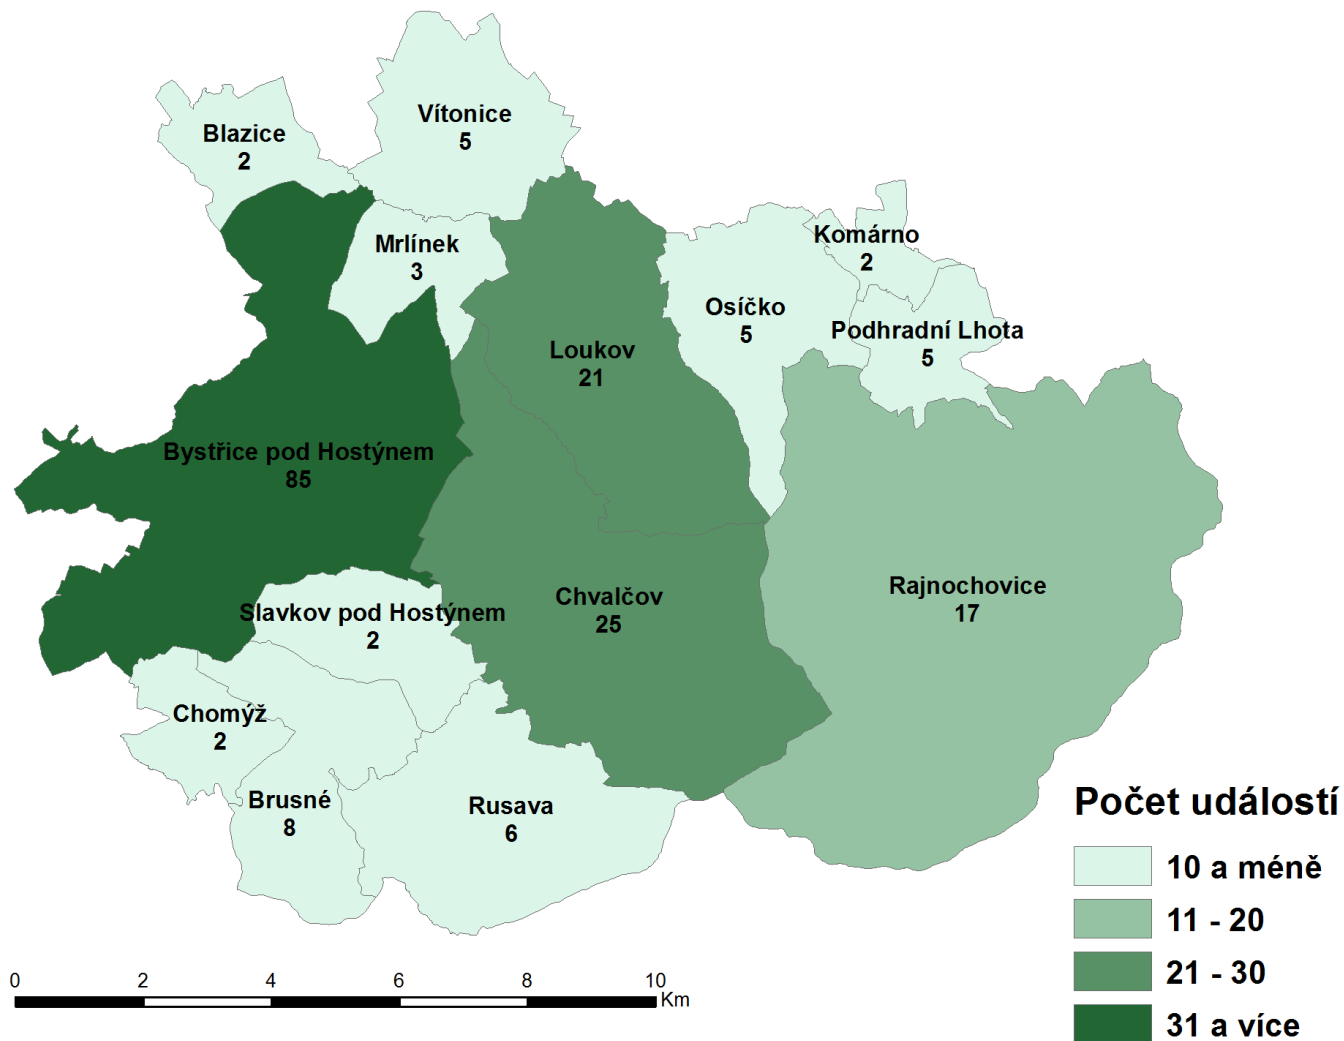 Vítonice
5
Blazice
2
Mrlínek
3
Komárno
2
Osíčko
5
Podhradní Lhota
5
Loukov
21
Bystřice pod Hostýnem
85
Rajnochovice
17
Chvalčov
25
Slavkov pod Hostýnem
2
Chomýž
2
Brusné
8
Rusava
6
Počet událostí
10 a méně
11 - 20
21 - 30
31 a více
0 2 4 6 8 10
Km